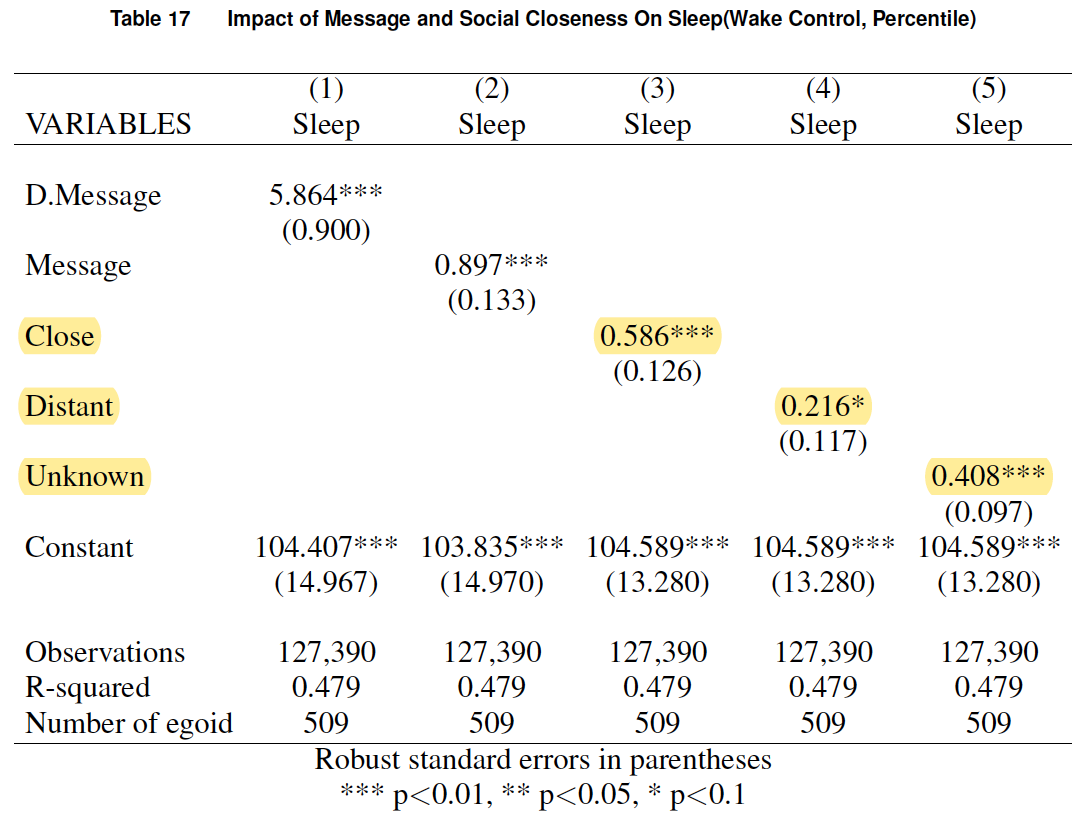 Table 17 Impact of Message and Social Closeness On Sleep(Wake Control, Percentile)
(1) (2) (3) (4) (5)
VARIABLES Sleep Sleep Sleep Sleep Sleep
D.Message 5.864***
(0.900)
Message 0.897***
(0.133)
Close 0.586***
(0.126)
Distant 0.216*
(0.117)
Unknown 0.408***
(0.097)
Constant 104.407*** 103.835*** 104.589*** 104.589*** 104.589***
(14.967) (14.970) (13.280) (13.280) (13.280)
Observations 127,390 127,390 127,390 127,390 127,390
R-squared 0.479 0.479 0.479 0.479 0.479
Number of egoid 509 509 509 509 509
Robust standard errors in parentheses
*** p<0.01, ** p<0.05, * p<0.1